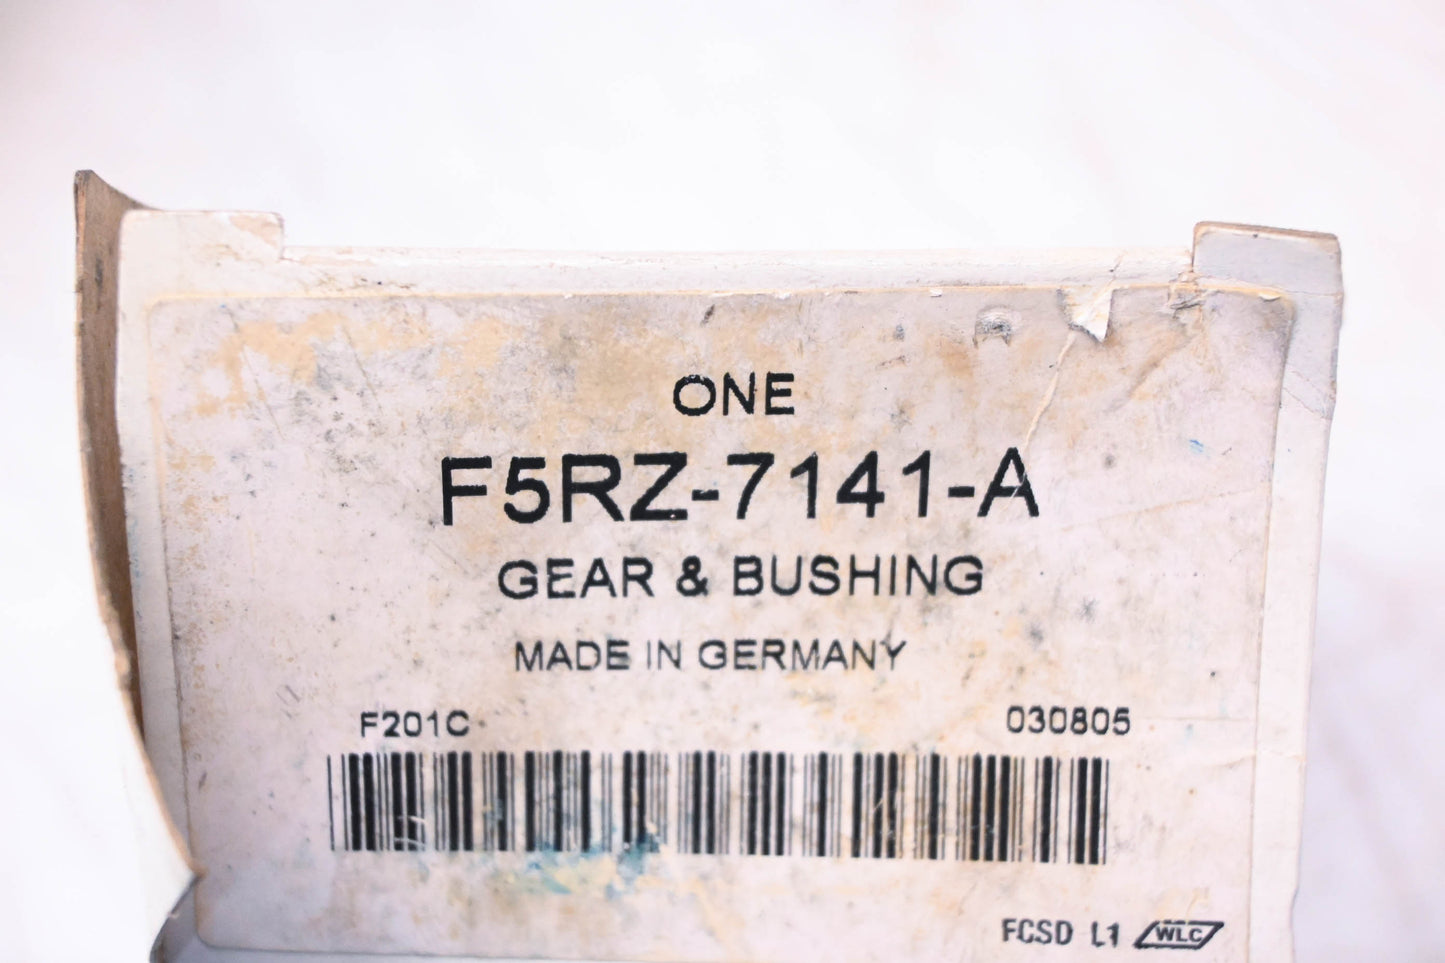 ONE
F5RZ-7141-A
GEAR & BUSHING
MADE IN GERMANY
F201C 030805
FCSD L1 WLC